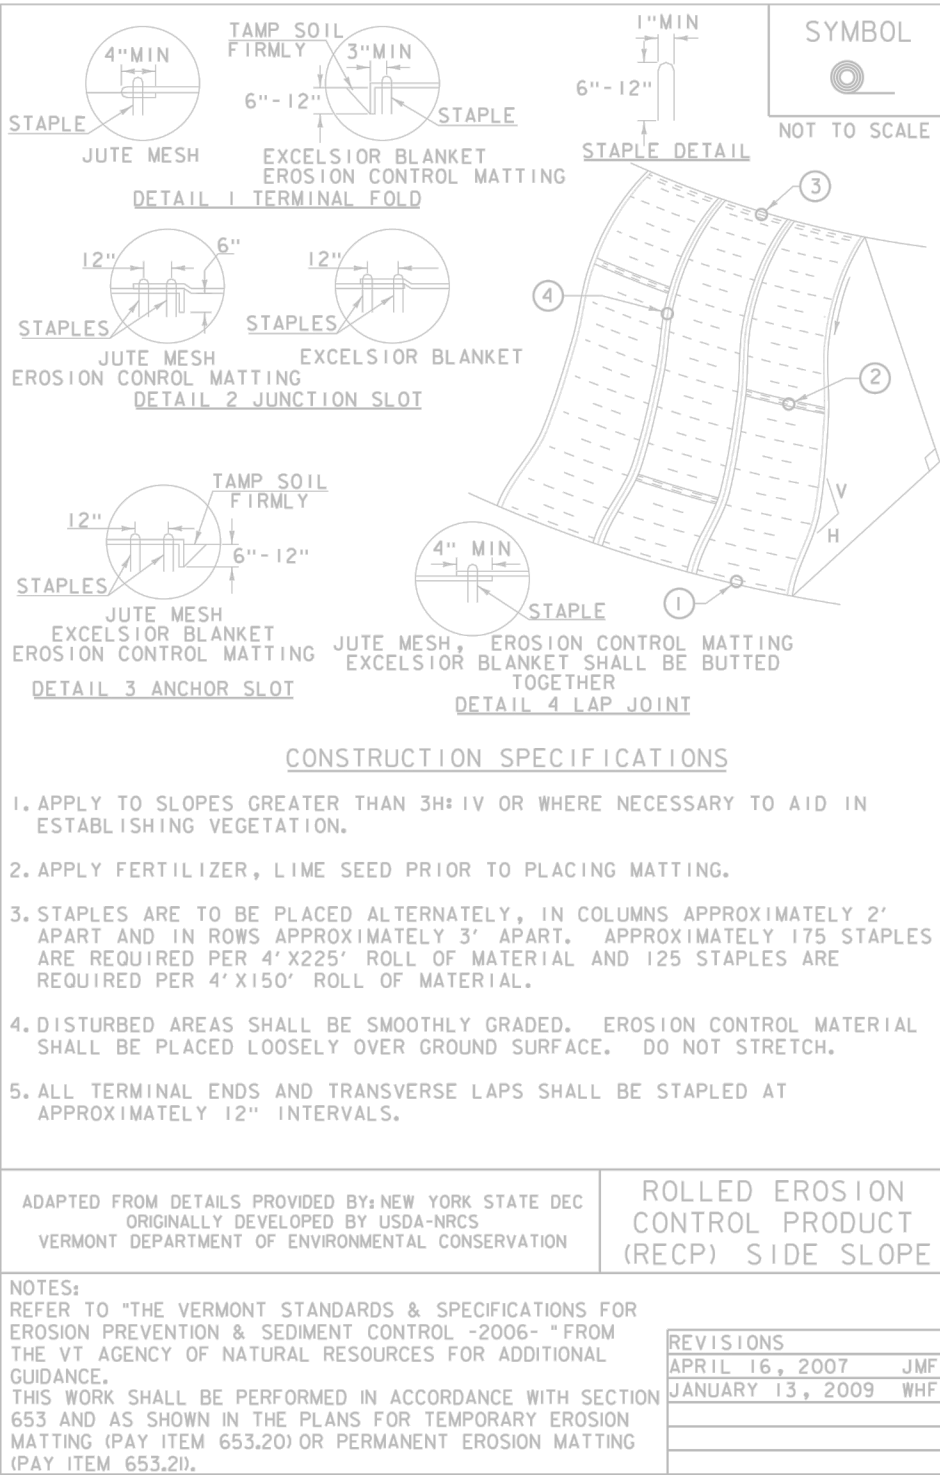 TAMP SOIL
FIRMLY
4"MIN
3"MIN
6"-12"
STAPLE
STAPLE
JUTE MESH
EXCELSIOR BLANKET
EROSION CONTROL MATTING
DETAIL 1 TERMINAL FOLD
1"MIN
6"-12"
STAPLE DETAIL
SYMBOL
NOT TO SCALE
12"
6"
STAPLES
JUTE MESH
EROSION CONROL MATTING
12"
STAPLES
EXCELSIOR BLANKET
DETAIL 2 JUNCTION SLOT
3
4
2
V
H
1
TAMP SOIL
FIRMLY
12"
6"-12"
STAPLES
JUTE MESH
EXCELSIOR BLANKET
EROSION CONTROL MATTING
DETAIL 3 ANCHOR SLOT
4" MIN
STAPLE
JUTE MESH, EROSION CONTROL MATTING
EXCELSIOR BLANKET SHALL BE BUTTED
TOGETHER
DETAIL 4 LAP JOINT
CONSTRUCTION SPECIFICATIONS
1. APPLY TO SLOPES GREATER THAN 3H:1V OR WHERE NECESSARY TO AID IN
ESTABLISHING VEGETATION.
2. APPLY FERTILIZER, LIME SEED PRIOR TO PLACING MATTING.
3. STAPLES ARE TO BE PLACED ALTERNATELY, IN COLUMNS APPROXIMATELY 2'
APART AND IN ROWS APPROXIMATELY 3' APART. APPROXIMATELY 175 STAPLES
ARE REQUIRED PER 4'X225' ROLL OF MATERIAL AND 125 STAPLES ARE
REQUIRED PER 4'X150' ROLL OF MATERIAL.
4. DISTURBED AREAS SHALL BE SMOOTHLY GRADED. EROSION CONTROL MATERIAL
SHALL BE PLACED LOOSELY OVER GROUND SURFACE. DO NOT STRETCH.
5. ALL TERMINAL ENDS AND TRANSVERSE LAPS SHALL BE STAPLED AT
APPROXIMATELY 12" INTERVALS.
ADAPTED FROM DETAILS PROVIDED BY: NEW YORK STATE DEC
ORIGINALLY DEVELOPED BY USDA-NRCS
VERMONT DEPARTMENT OF ENVIRONMENTAL CONSERVATION
ROLLED EROSION
CONTROL PRODUCT
(RECP) SIDE SLOPE
NOTES:
REFER TO "THE VERMONT STANDARDS & SPECIFICATIONS FOR
EROSION PREVENTION & SEDIMENT CONTROL -2006- " FROM
THE VT AGENCY OF NATURAL RESOURCES FOR ADDITIONAL
GUIDANCE.
THIS WORK SHALL BE PERFORMED IN ACCORDANCE WITH SECTION
653 AND AS SHOWN IN THE PLANS FOR TEMPORARY EROSION
MATTING (PAY ITEM 653.20) OR PERMANENT EROSION MATTING
(PAY ITEM 653.21).
REVISIONS
APRIL 16, 2007 JMF
JANUARY 13, 2009 WHF